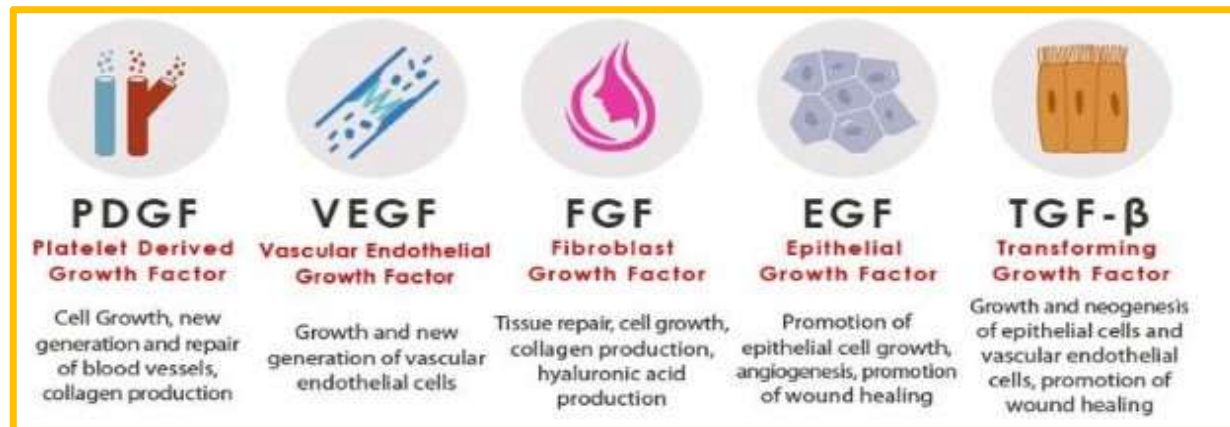 PDGF
Platelet Derived
Growth Factor
Cell Growth, new
generation and repair
of blood vessels,
collagen production
VEGF
Vascular Endothelial
Growth Factor
Growth and new
generation of vascular
endothelial cells
FGF
Fibroblast
Growth Factor
Tissue repair, cell growth,
collagen production,
hyaluronic acid
production
EGF
Epithelial
Growth Factor
Promotion of
epithelial cell growth,
angiogenesis, promotion
of wound healing
TGF-β
Transforming
Growth Factor
Growth and neogenesis
of epithelial cells and
vascular endothelial
cells, promotion of
wound healing